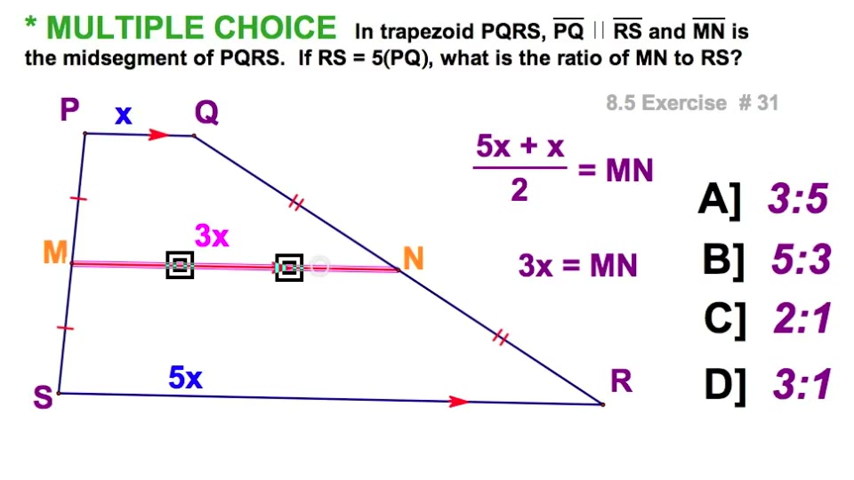 * MULTIPLE CHOICE In trapezoid PQRS, PQ || RS and MN is
the midsegment of PQRS. If RS = 5(PQ), what is the ratio of MN to RS?
8.5 Exercise # 31
P x Q
5x + x
2
= MN
A] 3:5
3x
M
N
3x = MN
B] 5:3
C] 2:1
5x
S
R
D] 3:1